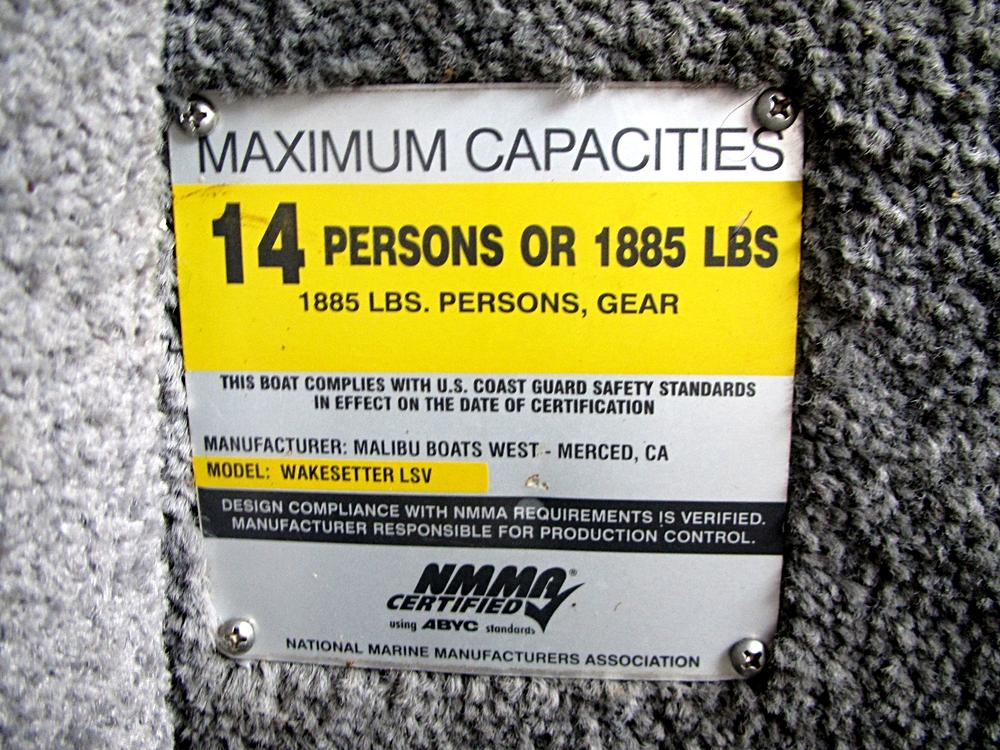 MAXIMUM CAPACITIES
14 PERSONS OR 1885 LBS
1885 LBS. PERSONS, GEAR
THIS BOAT COMPLIES WITH U.S. COAST GUARD SAFETY STANDARDS
IN EFFECT ON THE DATE OF CERTIFICATION
MANUFACTURER: MALIBU BOATS WEST - MERCED, CA
MODEL: WAKESETTER LSV
DESIGN COMPLIANCE WITH NMMA REQUIREMENTS IS VERIFIED.
MANUFACTURER RESPONSIBLE FOR PRODUCTION CONTROL.
NMMA®
CERTIFIED
using ABYC standards
NATIONAL MARINE MANUFACTURERS ASSOCIATION